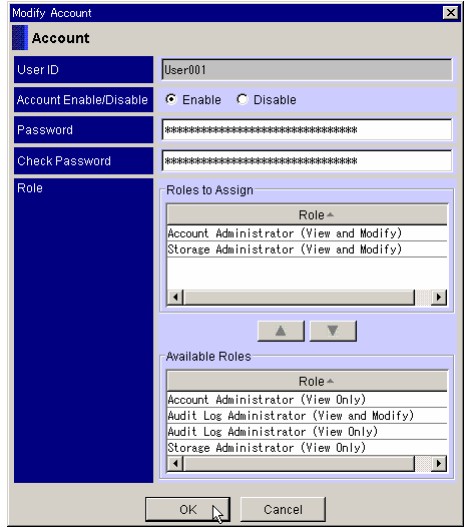 Modify Account
Account
User ID
User001
Account Enable/Disable
Enable
Disable
Password
*********************************
Check Password
*********************************
Role
Roles to Assign
Role
Account Administrator (View and Modify)
Storage Administrator (View and Modify)
Available Roles
Role
Account Administrator (View Only)
Audit Log Administrator (View and Modify)
Audit Log Administrator (View Only)
Storage Administrator (View Only)
OK
Cancel